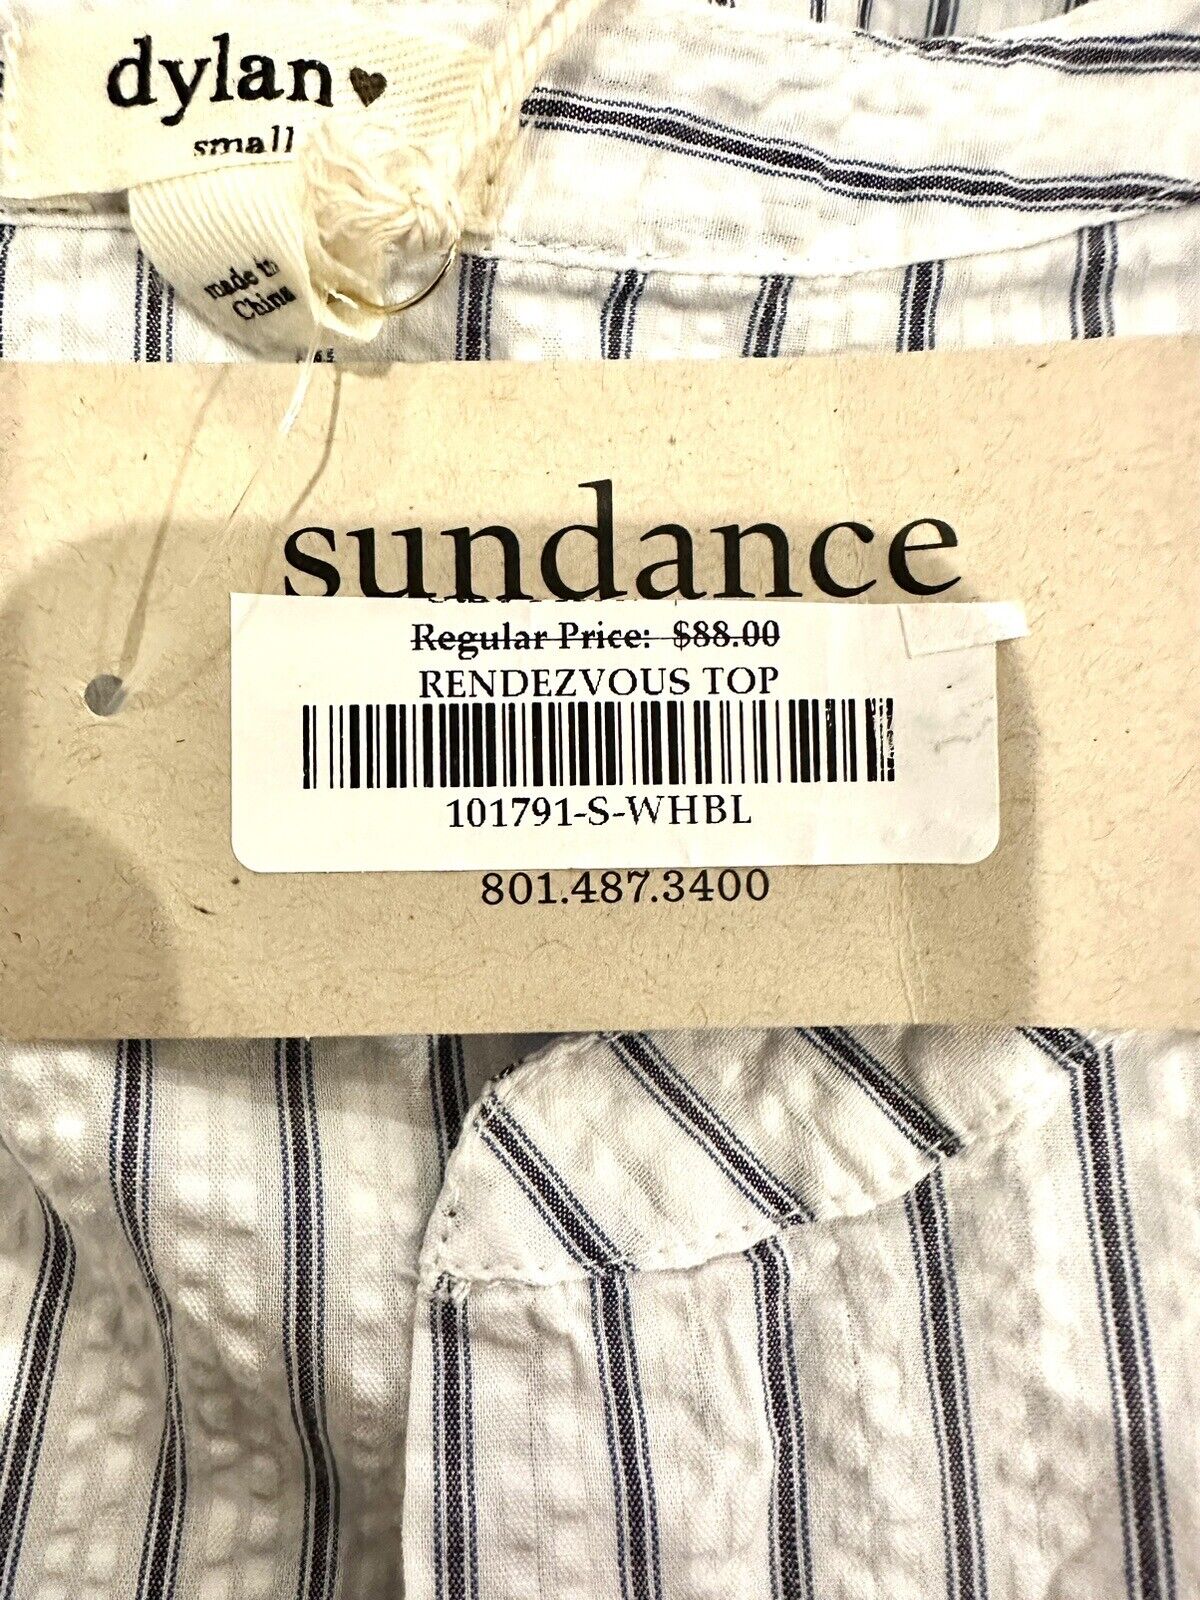 dylan♥
small
made in
China
sundance
Regular Price: $88.00
RENDEZVOUS TOP
101791-S-WHBL
801.487.3400